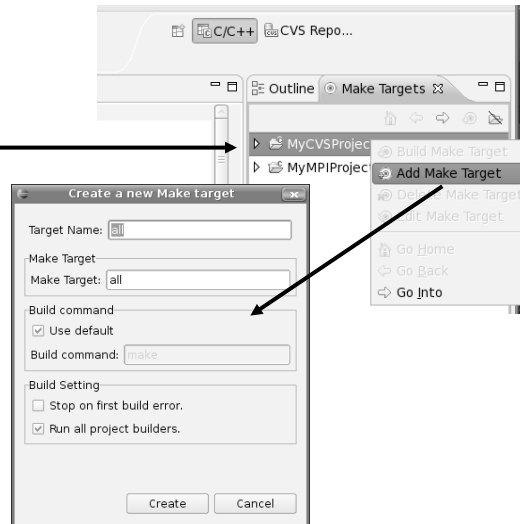 C/C++ CVS Repo...
Outline Make Targets
MyCVSProjec
MyMPIProjec
Build Make Target
Add Make Target
Delete Make Target
Edit Make Target
Go Home
Go Back
Go Into
Create a new Make target
Target Name: all
Make Target
Make Target: all
Build command
Use default
Build command: make
Build Setting
Stop on first build error.
Run all project builders.
Create Cancel